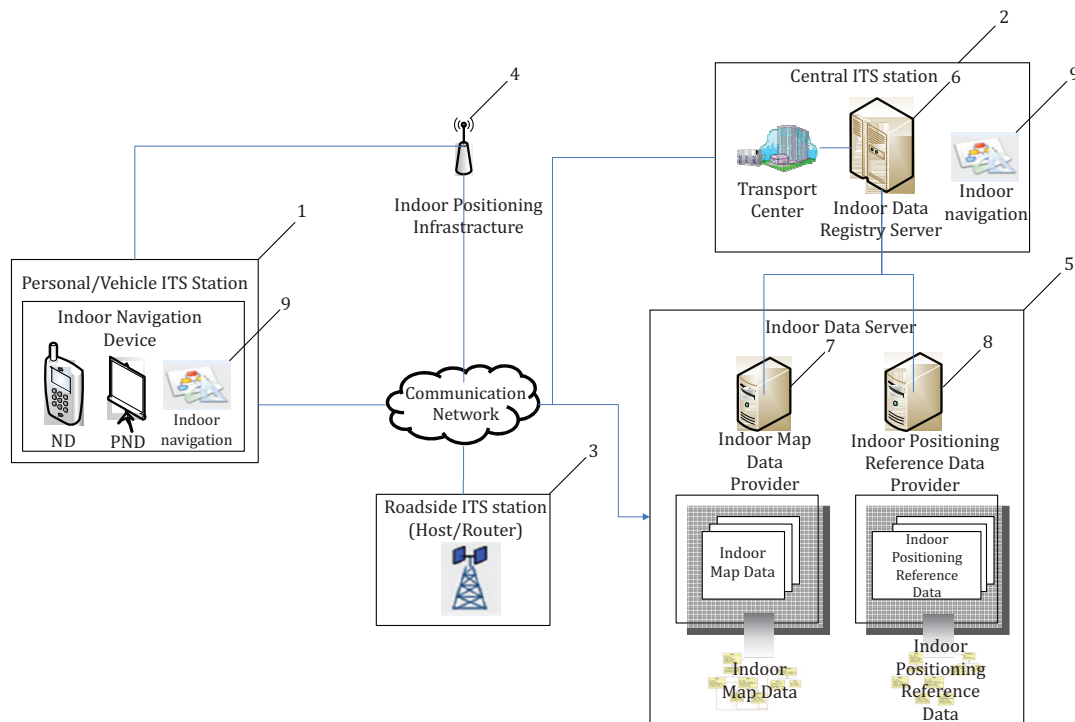 2
Central ITS station
6
9
Transport
Center
Indoor Data
Registry Server
Indoor
navigation
4
Indoor Positioning
Infrastracture
1
Personal/Vehicle ITS Station
Indoor Navigation
Device
9
ND
PND
Indoor
navigation
Communication
Network
3
Roadside ITS station
(Host/Router)
5
Indoor Data Server
7
8
Indoor Map
Data
Provider
Indoor Positioning
Reference Data
Provider
Indoor
Map Data
Indoor
Positioning
Reference
Data
Indoor
Map Data
Indoor
Positioning
Reference
Data